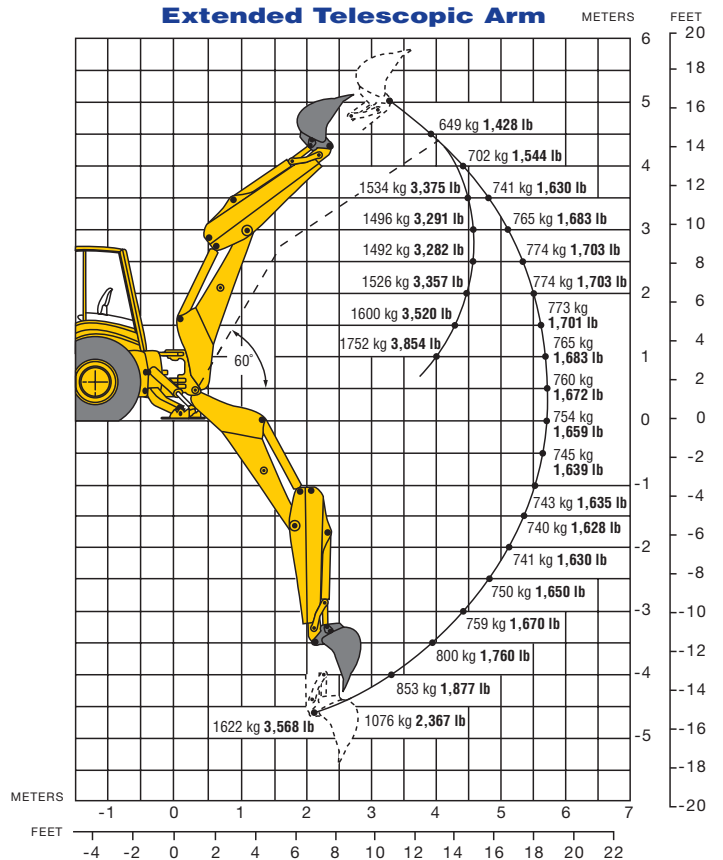 Extended Telescopic Arm
METERS FEET
6 20
18
5 16
649 kg 1,428 lb
14
702 kg 1,544 lb
4
1534 kg 3,375 lb 741 kg 1,630 lb
12
1496 kg 3,291 lb 765 kg 1,683 lb
3 10
1492 kg 3,282 lb 774 kg 1,703 lb
8
1526 kg 3,357 lb 774 kg 1,703 lb
2 6
1600 kg 3,520 lb
773 kg
1,701 lb
4
1752 kg 3,854 lb
765 kg
1,683 lb
1
60°
2
760 kg
1,672 lb
0 0
754 kg
1,659 lb
-2
745 kg
1,639 lb
-1
-4
743 kg 1,635 lb
740 kg 1,628 lb
-6
-2
741 kg 1,630 lb
-8
750 kg 1,650 lb
-3 -10
759 kg 1,670 lb
-12
800 kg 1,760 lb
-4
853 kg 1,877 lb
-14
1622 kg 3,568 lb 1076 kg 2,367 lb
-16
-5
-18
METERS
-20
-1 0 1 2 3 4 5 6 7
FEET
-4 -2 0 2 4 6 8 10 12 14 16 18 20 22